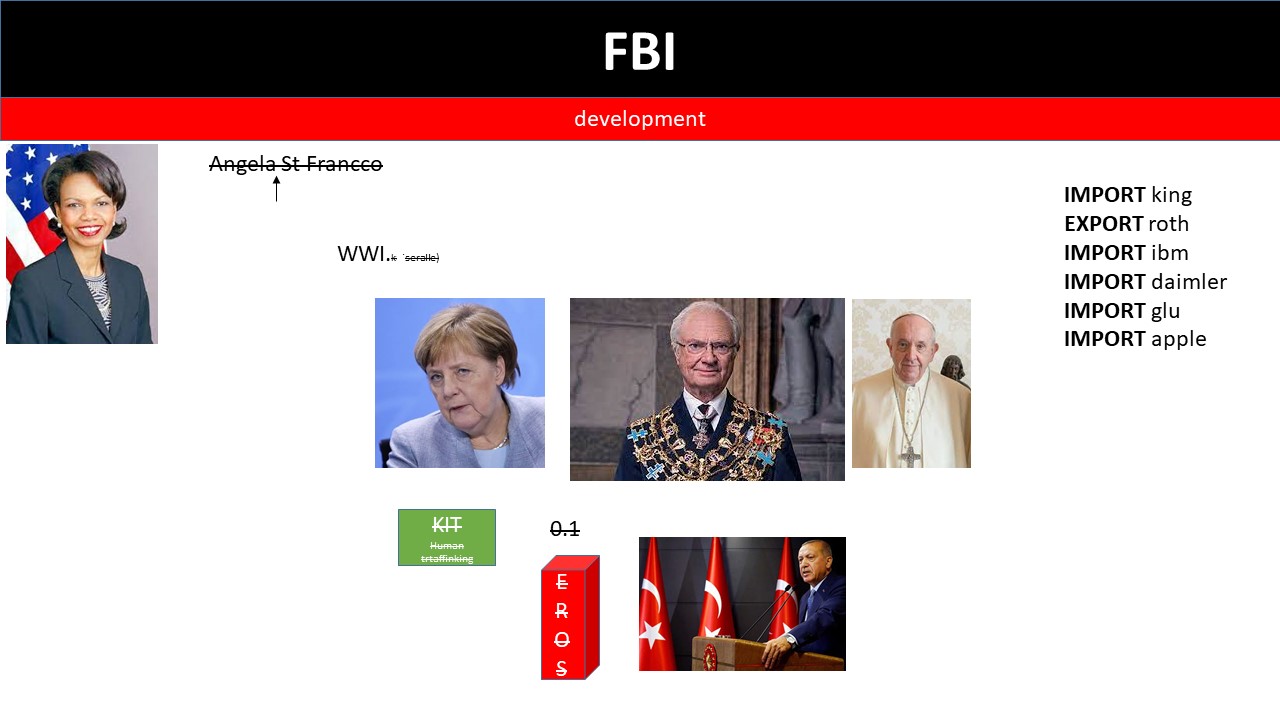 FBI
development
Angela St Francco
IMPORT king
EXPORT roth
WWI.k ˙seralle)
IMPORT ibm
IMPORT daimler
IMPORT glu
IMPORT apple
KIT
Human
trtaffinking
0.1
E
R
O
S